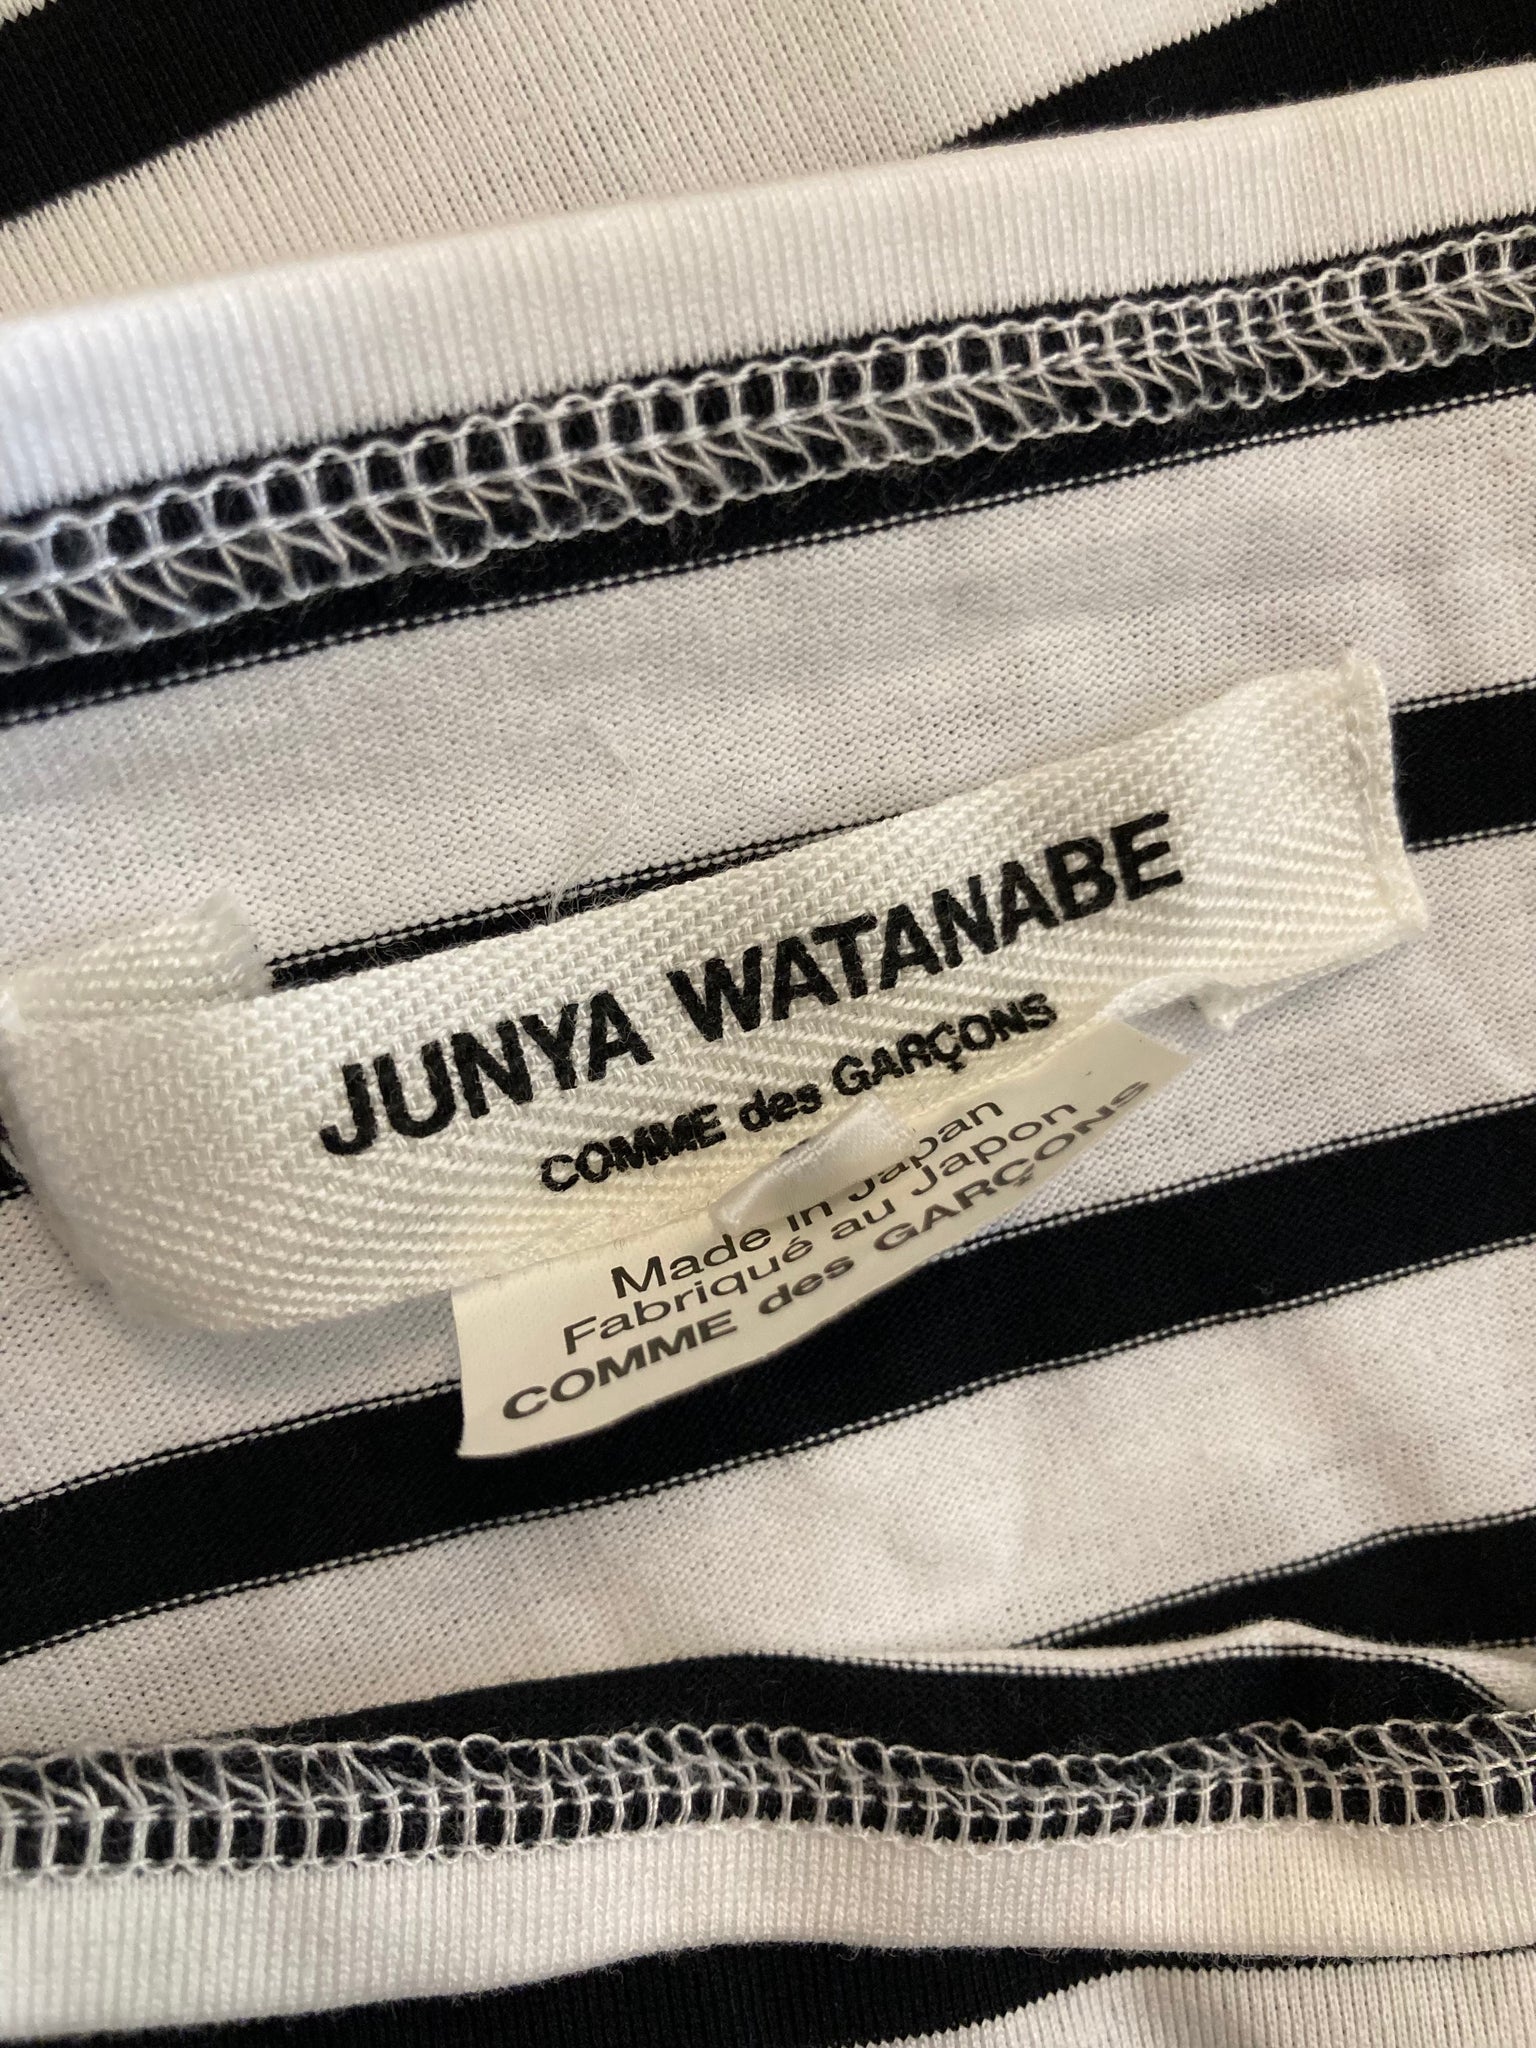 JUNYA WATANABE
COMME des GARÇONS
Made in Japan
Fabriqué au Japon
COMME des GARÇONS